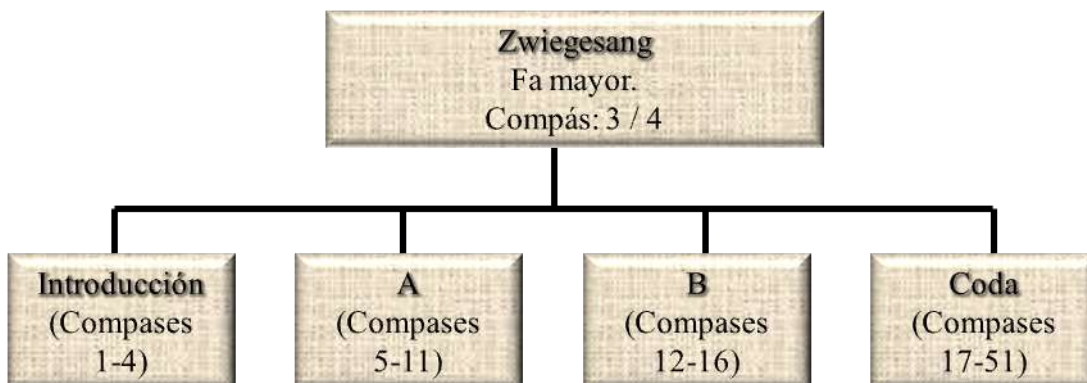 Zwiegesang
Fa mayor.
Compás: 3 / 4
Introducción
(Compases
1-4)
A
(Compases
5-11)
B
(Compases
12-16)
Coda
(Compases
17-51)